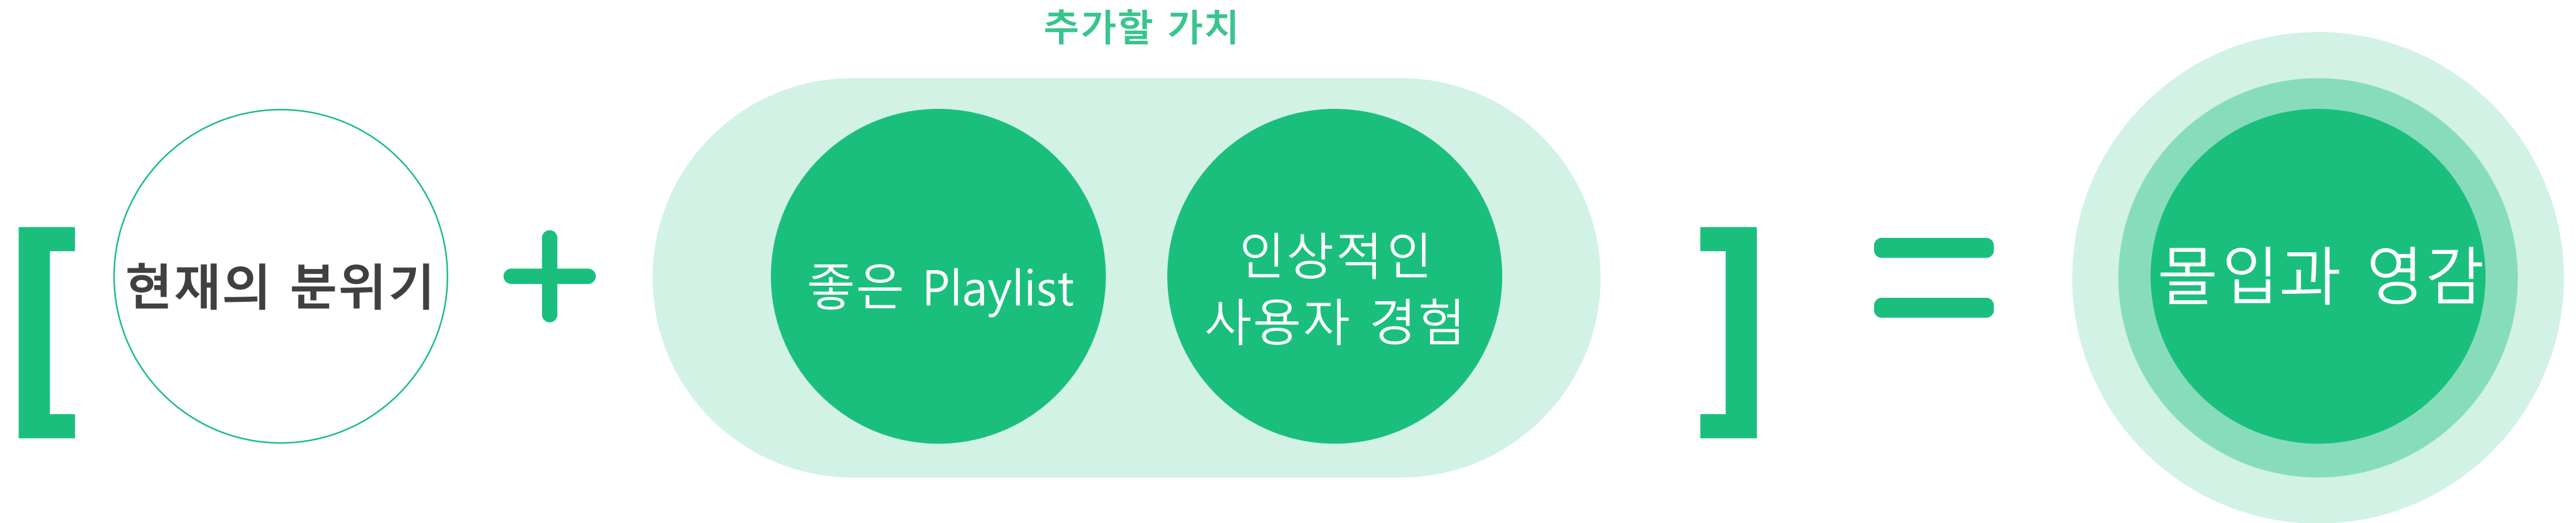 추가할 가치
[ 현재의 분위기 + 좋은 Playlist 인상적인
사용자 경험 ] = 몰입과 영감